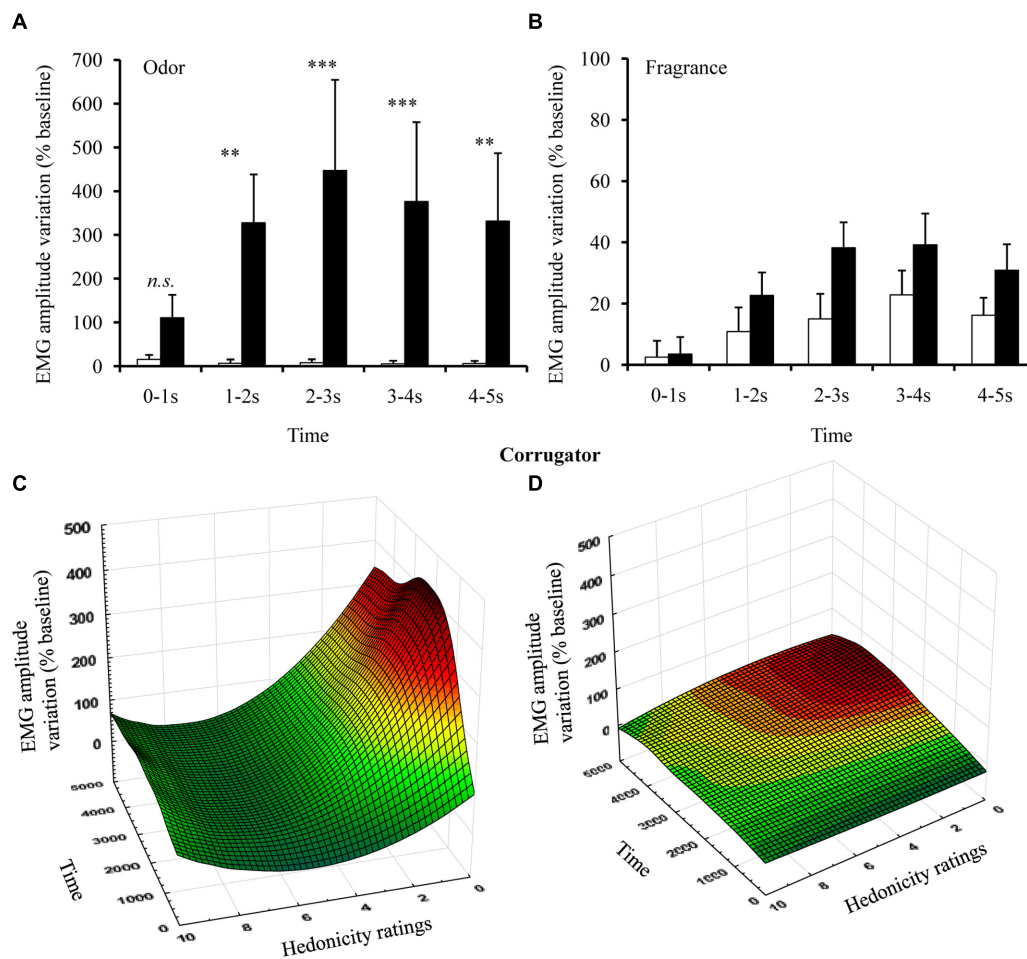 A
B
EMG amplitude variation (% baseline)
700
600
500
400
300
200
100
0
Odor
n.s.
**
***
***
**
0-1s 1-2s 2-3s 3-4s 4-5s
Time
EMG amplitude variation (% baseline)
100
80
60
40
20
0
Fragrance
0-1s 1-2s 2-3s 3-4s 4-5s
Time
Corrugator
C
D
EMG amplitude
variation (% baseline)
500
400
300
200
100
0
5000
4000
3000
2000
1000
0
Time
10 8 6 4 2 0
Hedonicity ratings
EMG amplitude
variation (% baseline)
500
400
300
200
100
0
5000
4000
3000
2000
1000
0
Time
10 8 6 4 2 0
Hedonicity ratings